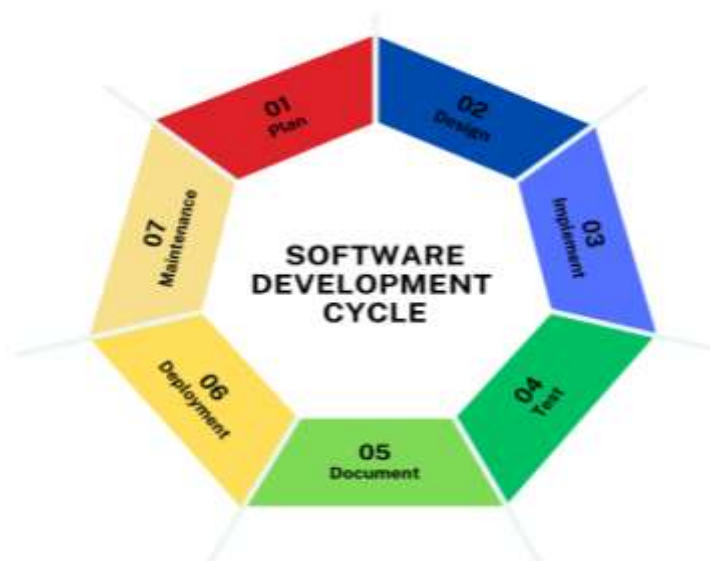 01
Plan
02
Design
03
Implement
04
Test
05
Document
06
Deployment
07
Maintenance
SOFTWARE
DEVELOPMENT
CYCLE